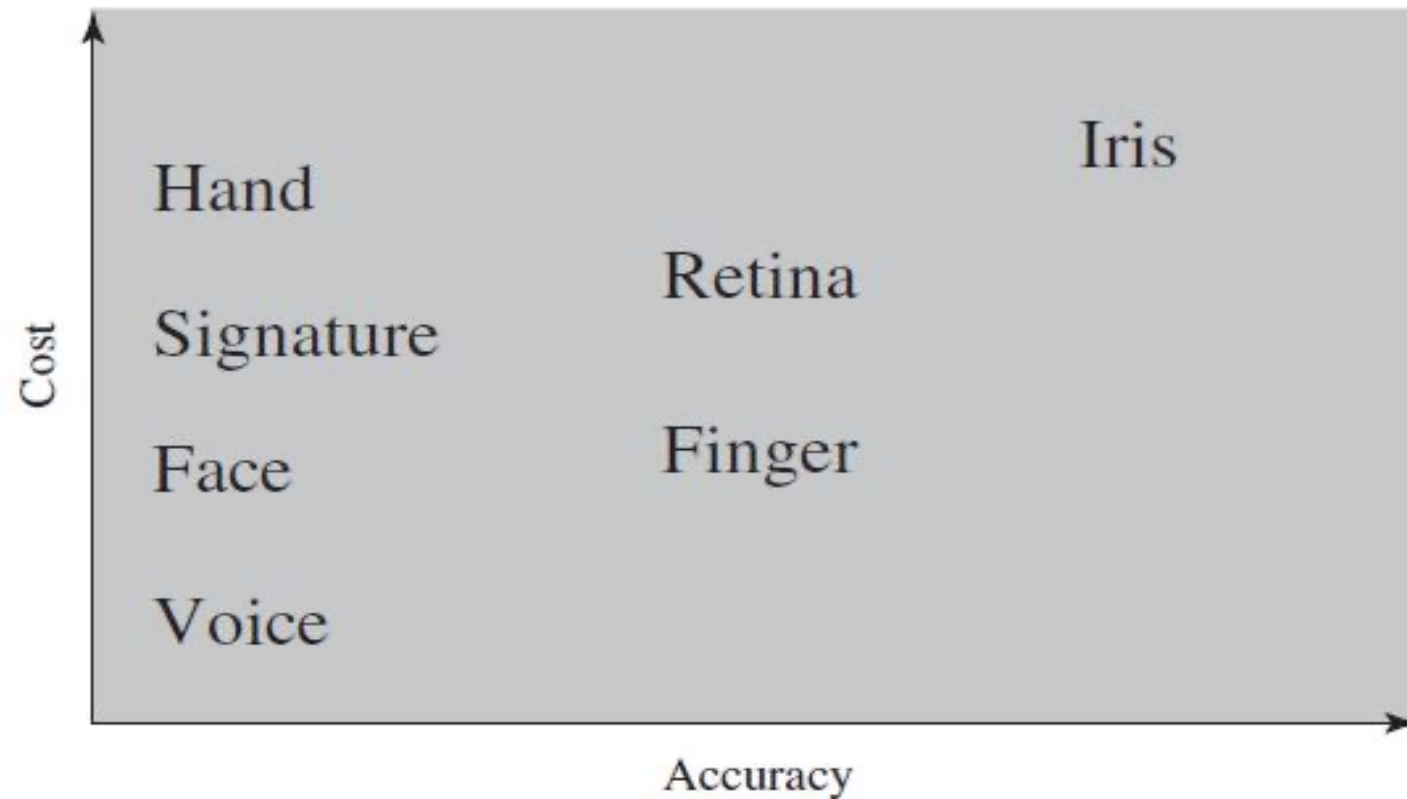 Cost
Iris
Hand
Retina
Signature
Finger
Face
Voice
Accuracy